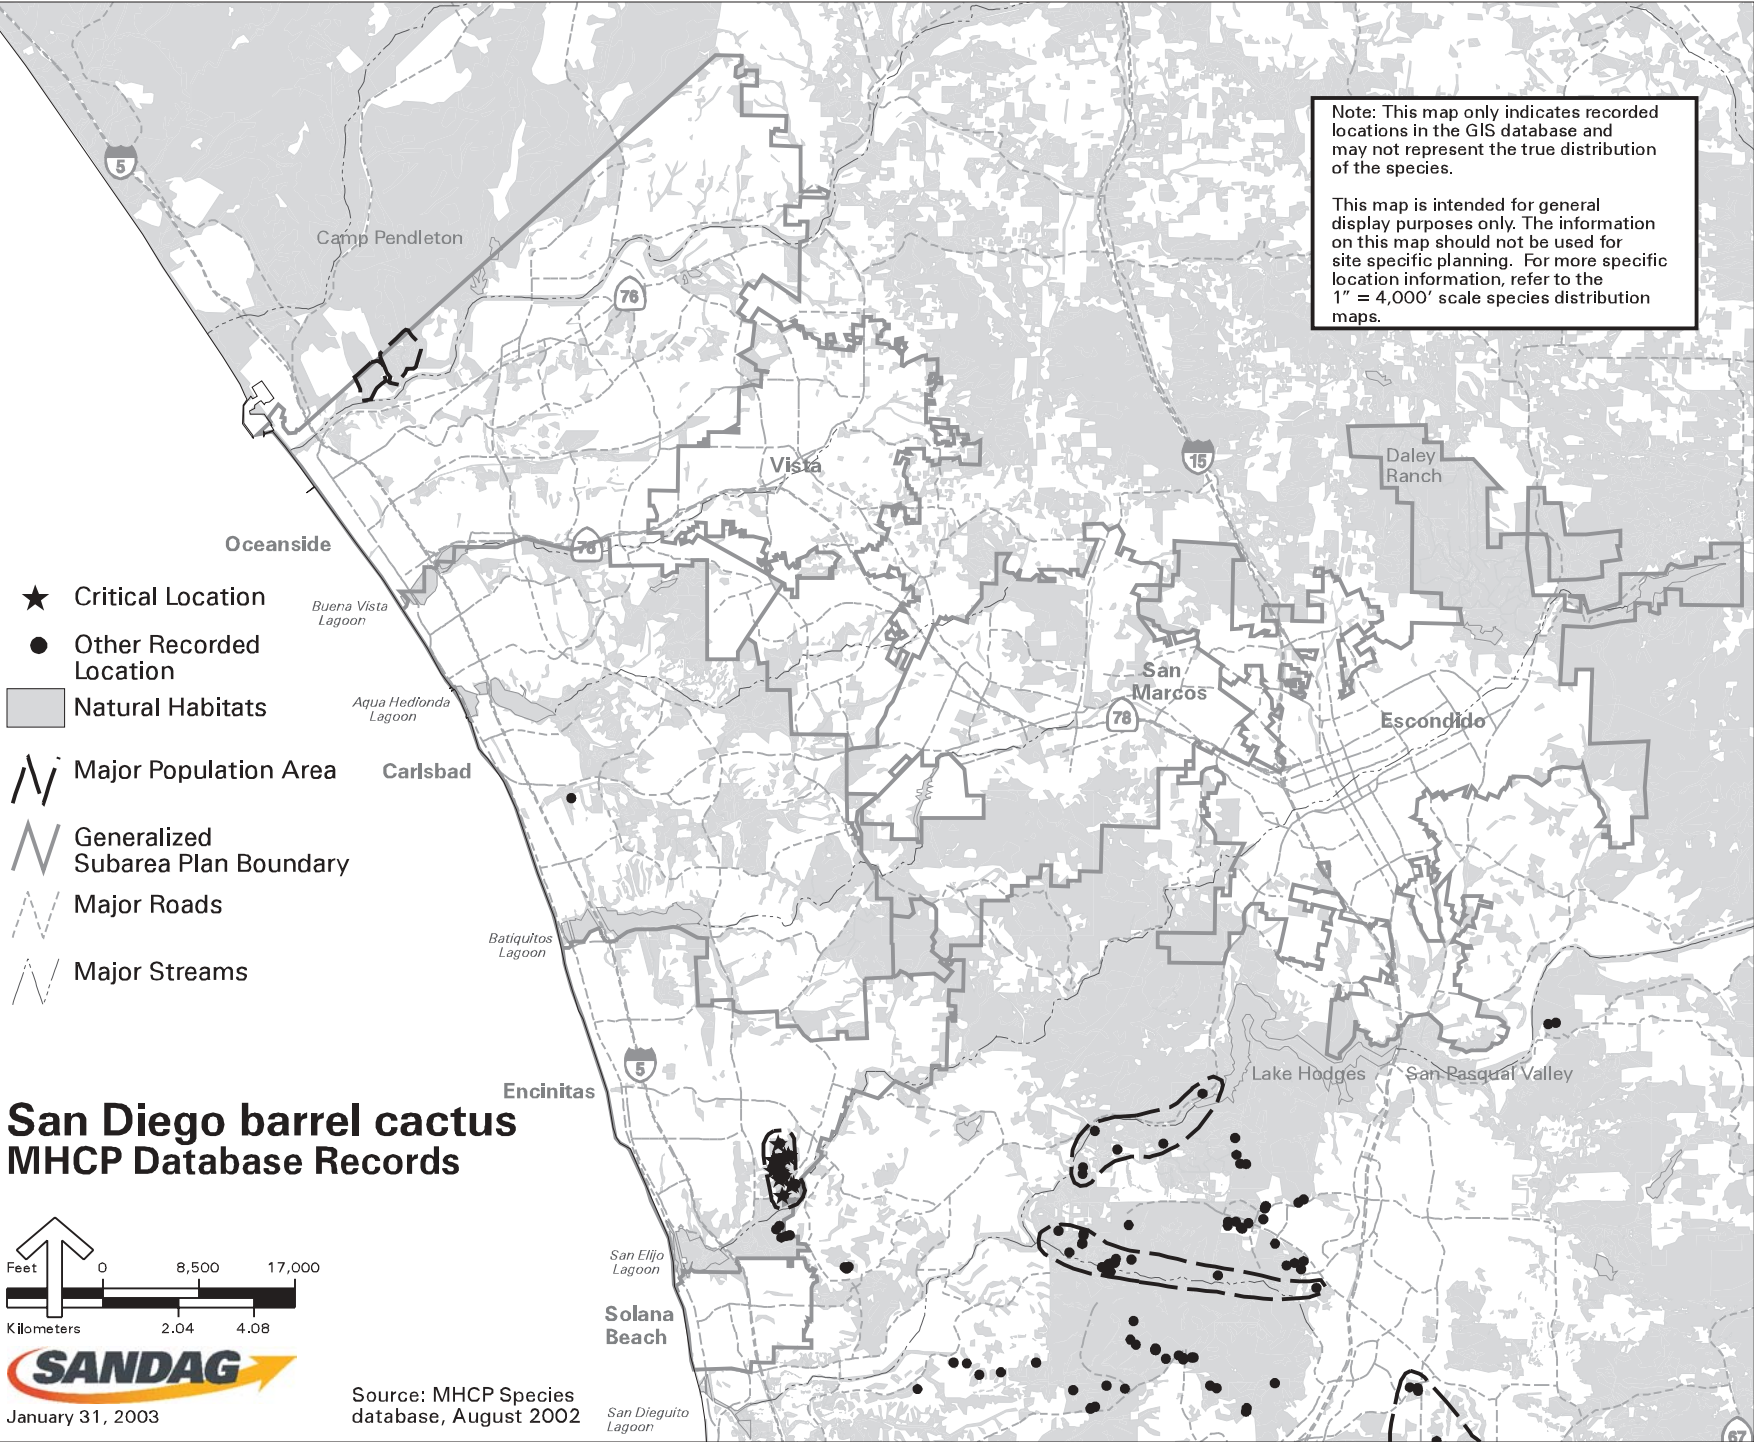 Note: This map only indicates recorded
locations in the GIS database and
may not represent the true distribution
of the species.
This map is intended for general
display purposes only. The information
on this map should not be used for
site specific planning. For more specific
location information, refer to the
1” = 4,000’ scale species distribution
maps.
5
Camp Pendleton
76
15
Daley
Ranch
Vista
Oceanside
78
Buena Vista
Lagoon
San
Marcos
78
Escondido
Aqua Hedionda
Lagoon
Carlsbad
Batiquitos
Lagoon
5
Encinitas
Lake Hodges
San Pasqual Valley
San Elijo
Lagoon
Solana
Beach
San Dieguito
Lagoon
67
Critical Location
Other Recorded
Location
Natural Habitats
Major Population Area
Generalized
Subarea Plan Boundary
Major Roads
Major Streams
San Diego barrel cactus
MHCP Database Records
Feet 0 8,500 17,000
Kilometers 2.04 4.08
SANDAG
January 31, 2003
Source: MHCP Species
database, August 2002